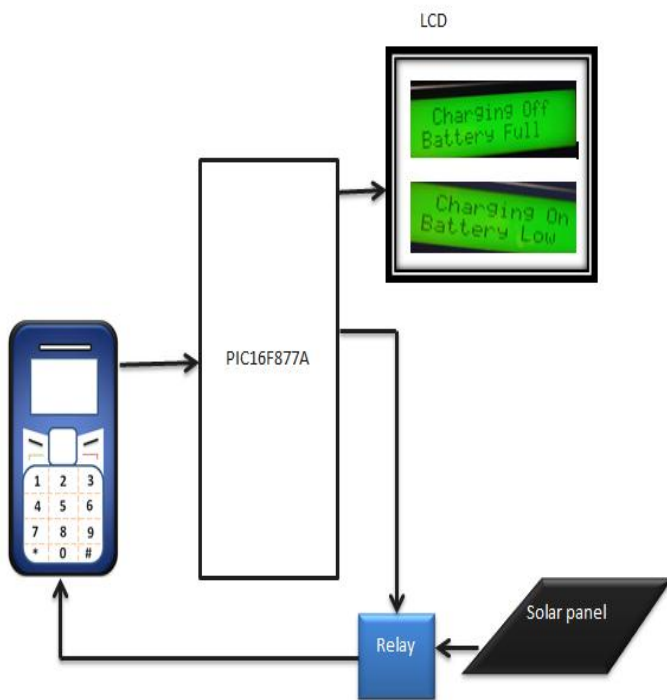 LCD
Charging Off
Battery Full
Charging On
Battery Low
PIC16F877A
1 2 3
4 5 6
7 8 9
* 0 #
Solar panel
Relay